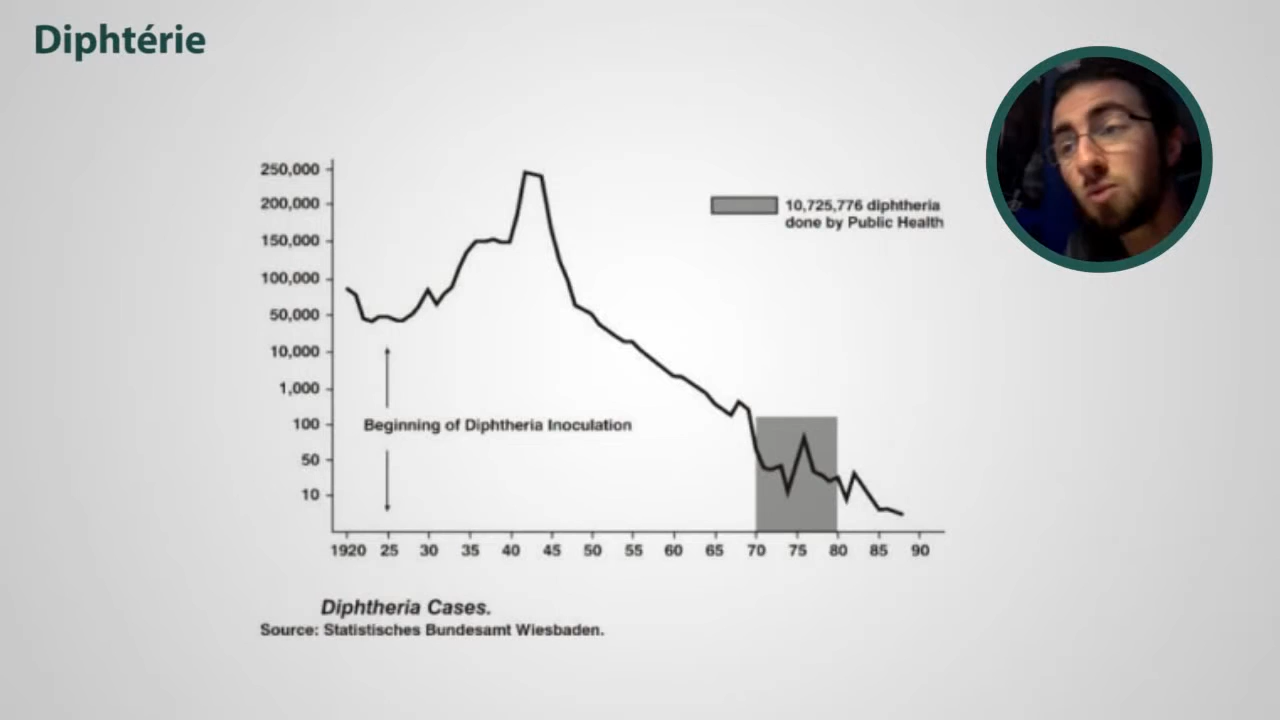 Diphtérie
250,000
200,000
150,000
100,000
50,000
10,000
1,000
100
50
10
10,725,776 diphtheria
done by Public Health
Beginning of Diphtheria Inoculation
1920 25 30 35 40 45 50 55 60 65 70 75 80 85 90
Diphtheria Cases.
Source: Statistisches Bundesamt Wiesbaden.